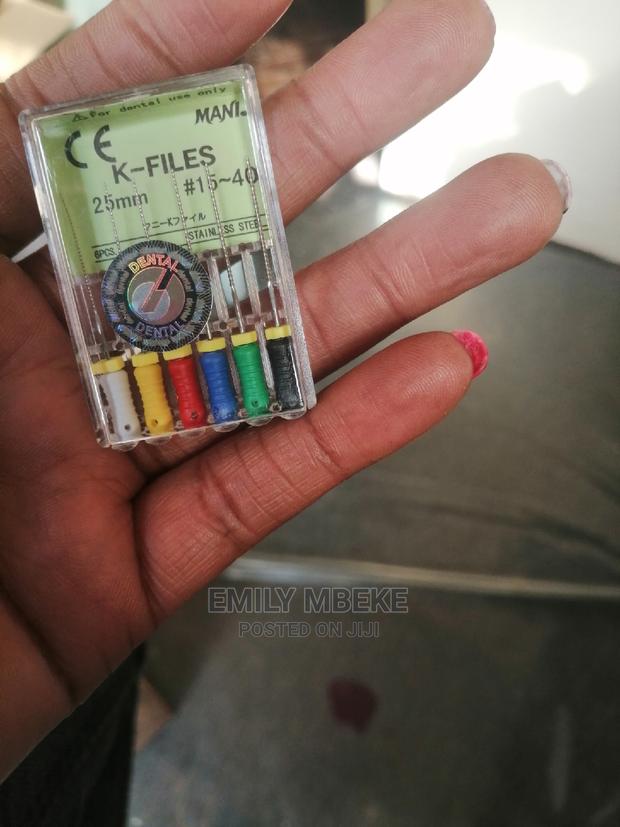 ⚠ For dental use only
MANI®
CE
K-FILES
25mm #15~40
マニーKファイル
6PCS. STAINLESS STEEL
DENTAL
DENTAL
EMILY MBEKE
POSTED ON JIJI